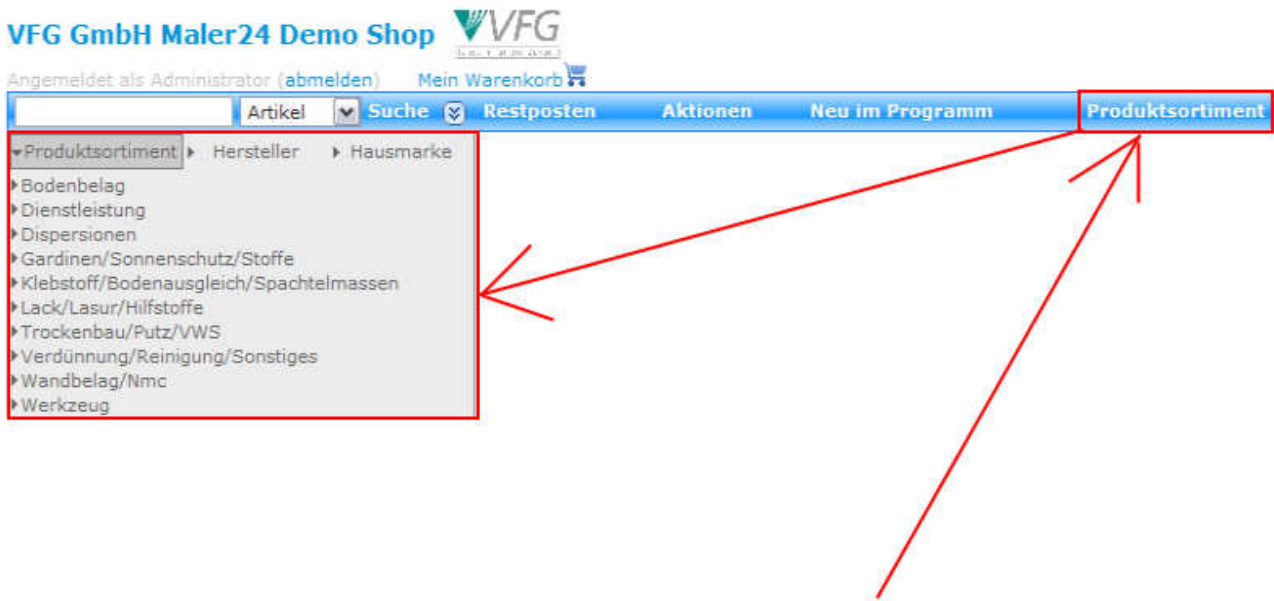 VFG GmbH Maler24 Demo Shop VFG
Angemeldet als Administrator (abmelden) Mein Warenkorb
Artikel Suche Restposten Aktionen Neu im Programm Produktsortiment
Produktsortiment Hersteller Hausmarke
Bodenbelag
Dienstleistung
Dispersionen
Gardinen/Sonnenschutz/Stoffe
Klebstoff/Bodenausgleich/Spachtelmassen
Lack/Lasur/Hilfstoffe
Trockenbau/Putz/VWS
Verdünnung/Reinigung/Sonstiges
Wandbelag/Nmc
Werkzeug